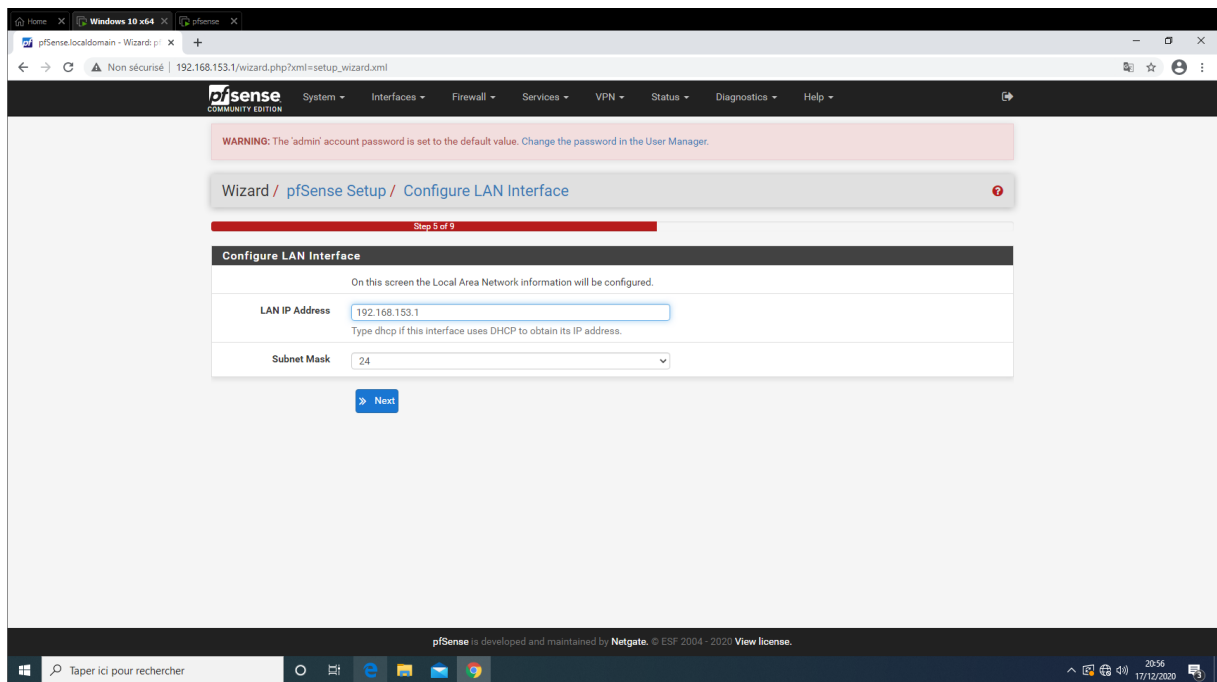 Home
Windows 10 x64
pfsense
pfSense.localdomain - Wizard: pf
Non sécurisé | 192.168.153.1/wizard.php?xml=setup_wizard.xml
pfsense
COMMUNITY EDITION
System
Interfaces
Firewall
Services
VPN
Status
Diagnostics
Help
WARNING: The 'admin' account password is set to the default value. Change the password in the User Manager.
Wizard / pfSense Setup / Configure LAN Interface
Step 5 of 9
Configure LAN Interface
On this screen the Local Area Network information will be configured.
LAN IP Address
192.168.153.1
Type dhcp if this interface uses DHCP to obtain its IP address.
Subnet Mask
24
Next
pfSense is developed and maintained by Netgate. © ESF 2004 - 2020 View license.
Taper ici pour rechercher
20:56
17/12/2020
3